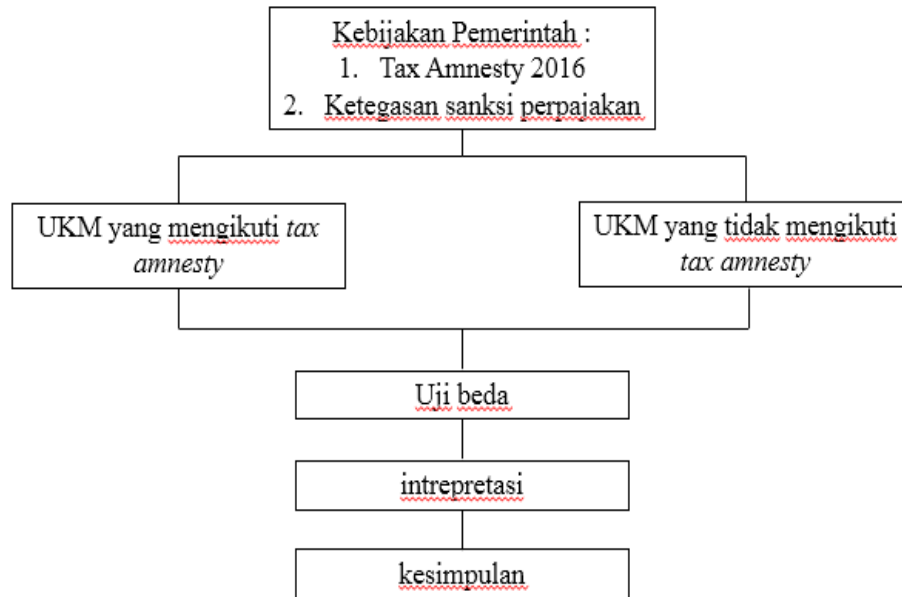 Kebijakan Pemerintah :
1. Tax Amnesty 2016
2. Ketegasan sanksi perpajakan
UKM yang mengikuti tax
amnesty
UKM yang tidak mengikuti
tax amnesty
Uji beda
intrepretasi
kesimpulan